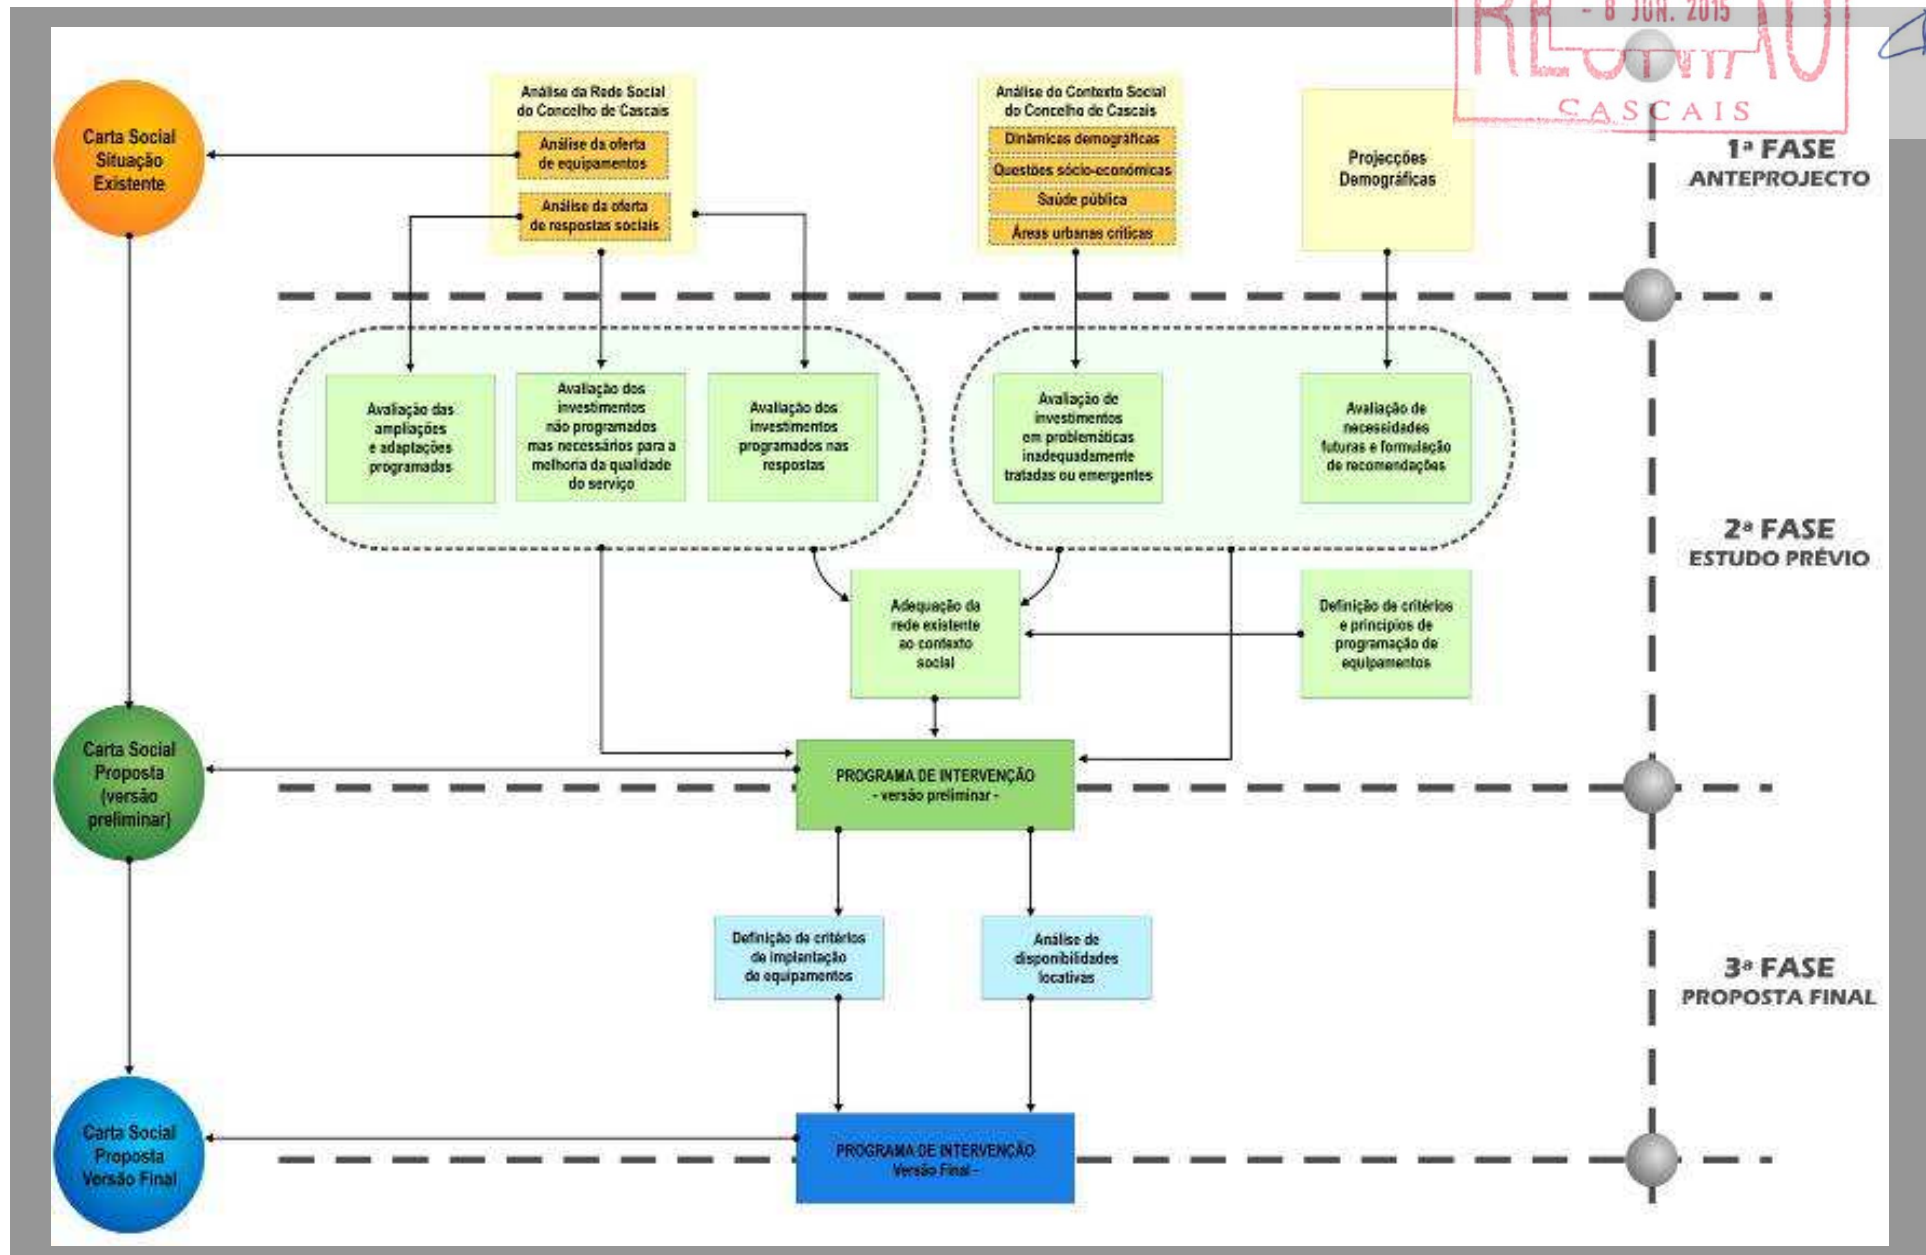 REUNIÃO
- 8 JUN. 2015
CASCAIS
Carta Social
Situação
Existente
Análise da Rede Social
do Concelho de Cascais
Análise da oferta
de equipamentos
Análise da oferta
de respostas sociais
Análise do Contexto Social
do Concelho de Cascais
Dinâmicas demográficas
Questões sócio-económicas
Saúde pública
Áreas urbanas críticas
Projecções
Demográficas
1ª FASE
ANTEPROJECTO
Avaliação das
ampliações
e adaptações
programadas
Avaliação dos
investimentos
não programados
mas necessários para a
melhoria da qualidade
do serviço
Avaliação dos
investimentos
programados nas
respostas
Avaliação de
investimentos
em problemáticas
inadequadamente
tratadas ou emergentes
Avaliação de
necessidades
futuras e formulação
de recomendações
2ª FASE
ESTUDO PRÉVIO
Adequação da
rede existente
ao contexto
social
Definição de critérios
e princípios de
programação de
equipamentos
Carta Social
Proposta
(versão
preliminar)
PROGRAMA DE INTERVENÇÃO
- versão preliminar -
Definição de critérios
de implantação
de equipamentos
Análise de
disponibilidades
locativas
3ª FASE
PROPOSTA FINAL
Carta Social
Proposta
Versão Final
PROGRAMA DE INTERVENÇÃO
Versão Final -